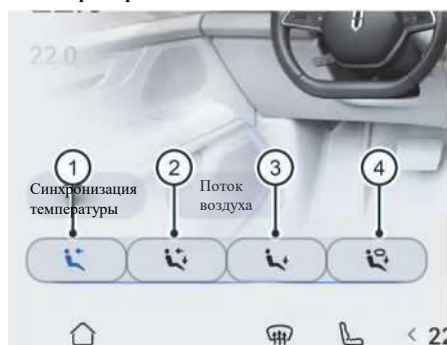 22.0
1
2
3
4
Синхронизация
температуры
Поток
воздуха
< 22